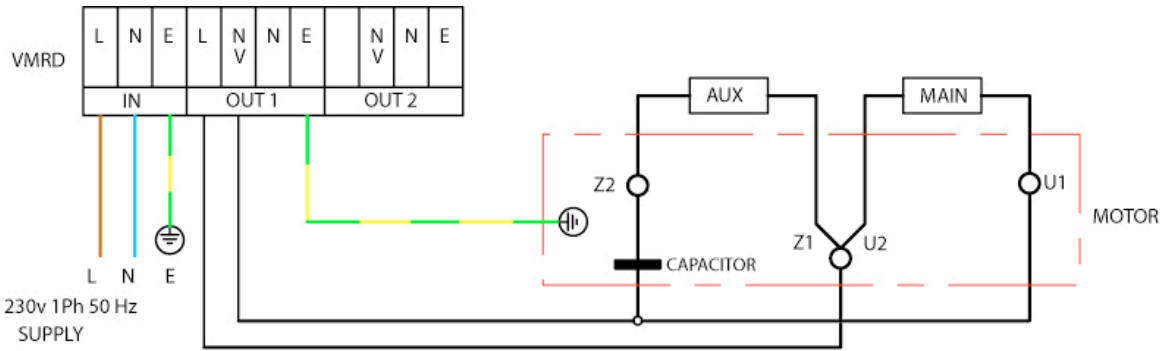 L N E L N N E N N E
V V
VMRD
IN OUT 1 OUT 2
AUX MAIN
Z2 U1
MOTOR
Z1 U2
CAPACITOR
L N E
230v 1Ph 50 Hz
SUPPLY